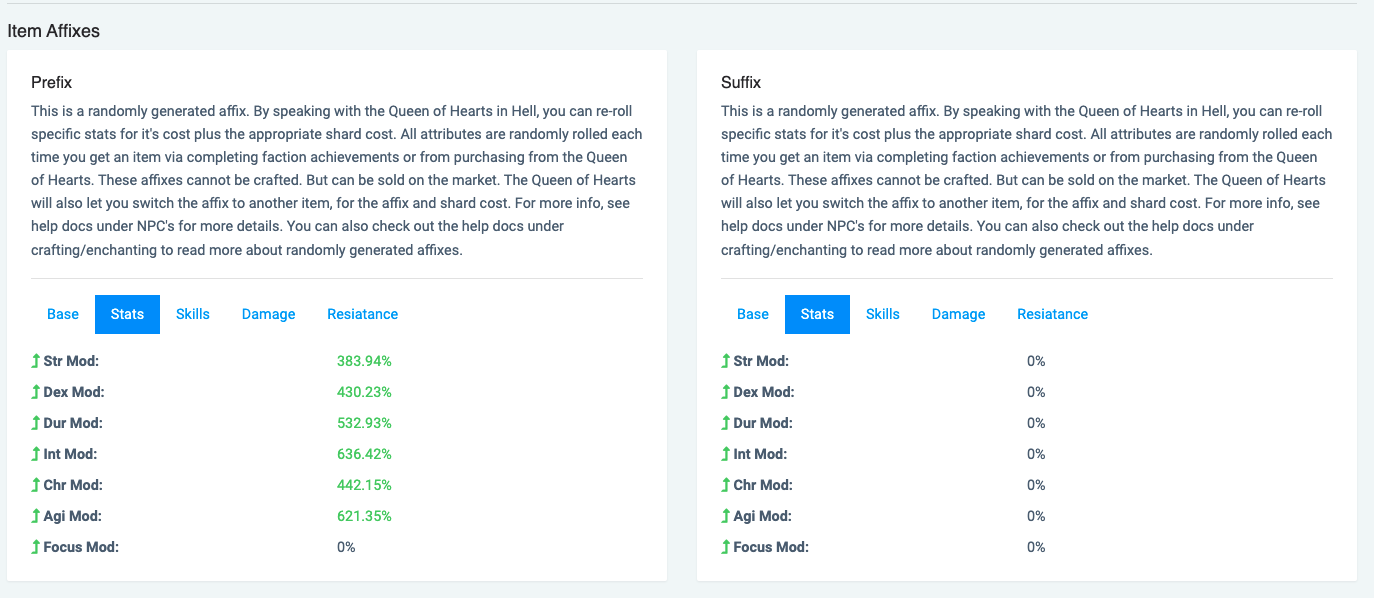 Item Affixes
Prefix
This is a randomly generated affix. By speaking with the Queen of Hearts in Hell, you can re-roll
specific stats for it's cost plus the appropriate shard cost. All attributes are randomly rolled each
time you get an item via completing faction achievements or from purchasing from the Queen
of Hearts. These affixes cannot be crafted. But can be sold on the market. The Queen of Hearts
will also let you switch the affix to another item, for the affix and shard cost. For more info, see
help docs under NPC's for more details. You can also check out the help docs under
crafting/enchanting to read more about randomly generated affixes.
Base Stats Skills Damage Resiatance
Str Mod: 383.94%
Dex Mod: 430.23%
Dur Mod: 532.93%
Int Mod: 636.42%
Chr Mod: 442.15%
Agi Mod: 621.35%
Focus Mod: 0%
Suffix
This is a randomly generated affix. By speaking with the Queen of Hearts in Hell, you can re-roll
specific stats for it's cost plus the appropriate shard cost. All attributes are randomly rolled each
time you get an item via completing faction achievements or from purchasing from the Queen
of Hearts. These affixes cannot be crafted. But can be sold on the market. The Queen of Hearts
will also let you switch the affix to another item, for the affix and shard cost. For more info, see
help docs under NPC's for more details. You can also check out the help docs under
crafting/enchanting to read more about randomly generated affixes.
Base Stats Skills Damage Resiatance
Str Mod: 0%
Dex Mod: 0%
Dur Mod: 0%
Int Mod: 0%
Chr Mod: 0%
Agi Mod: 0%
Focus Mod: 0%